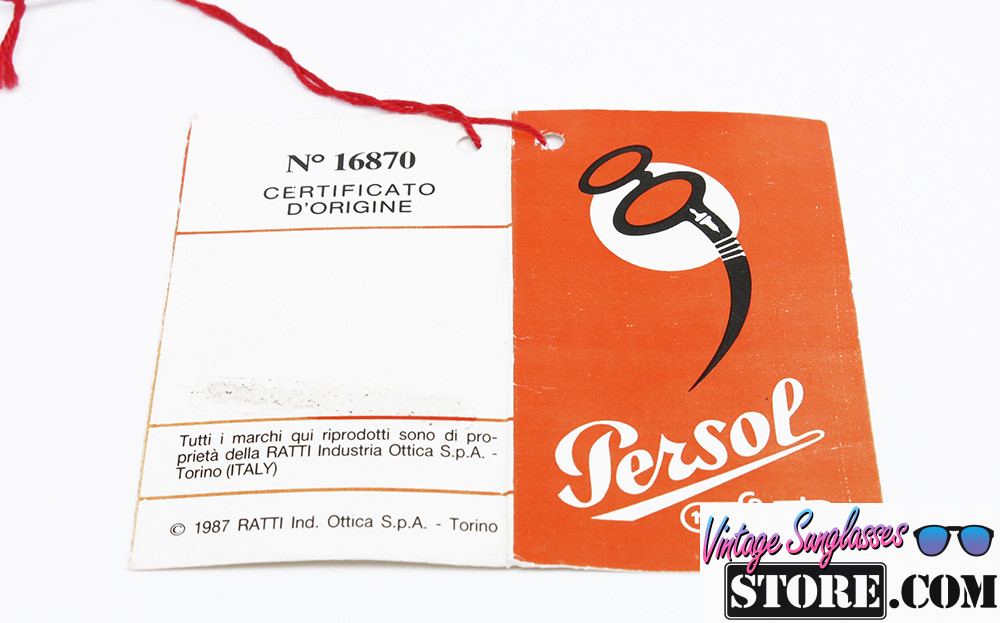 Nº 16870
CERTIFICATO
D'ORIGINE
Tutti i marchi qui riprodotti sono di pro-
prietà della RATTI Industria Ottica S.p.A. -
Torino (ITALY)
© 1987 RATTI Ind. Ottica S.p.A. - Torino
Persol
Vintage Sunglasses
STORE.COM